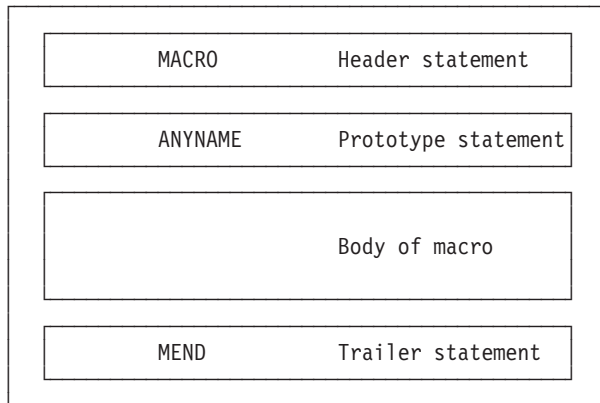 MACRO Header statement
ANYNAME Prototype statement
Body of macro
MEND Trailer statement